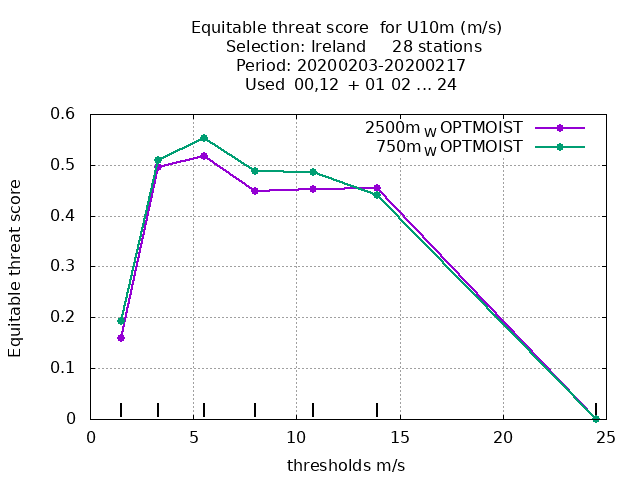 Equitable threat score for U10m (m/s)
Selection: Ireland 28 stations
Period: 20200203-20200217
Used 00,12 + 01 02 ... 24
2500m W OPTMOIST
750m W OPTMOIST
Equitable threat score
0.6
0.5
0.4
0.3
0.2
0.1
0
0 5 10 15 20 25
thresholds m/s